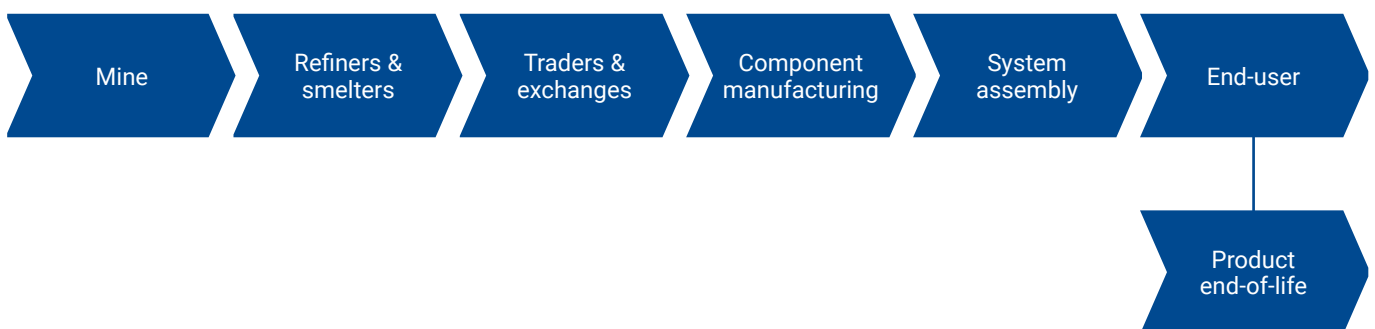 Mine
Refiners &
smelters
Traders &
exchanges
Component
manufacturing
System
assembly
End-user
Product
end-of-life